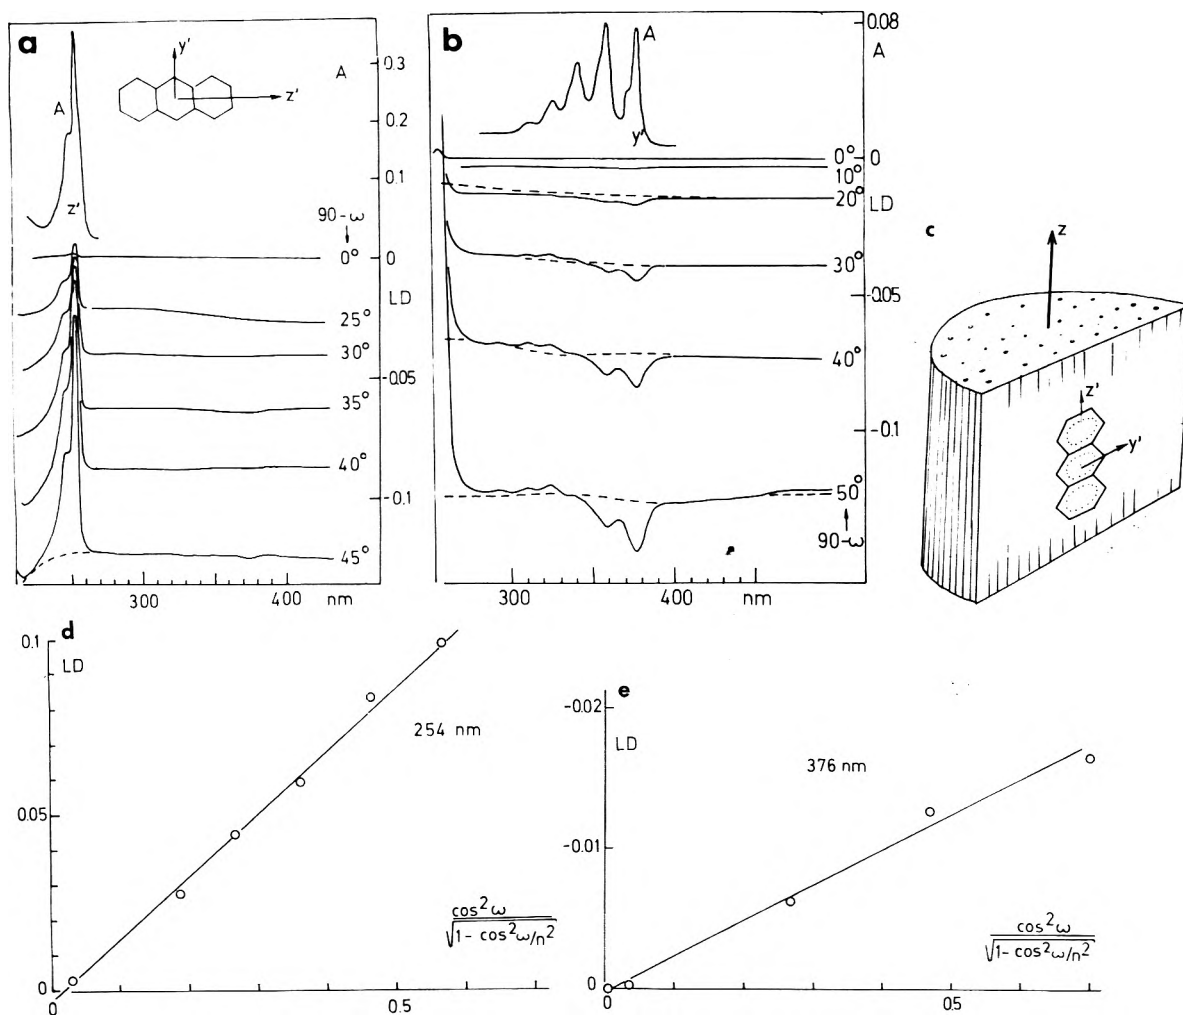 a
y'
z'
A
z'
A
0.3
0.2
0.1
0
LD
-0.05
-0.1
90-ω
0°
25°
30°
35°
40°
45°
300
400
nm
b
A
y'
0.08
A
0
LD
-0.05
-0.1
0°
10°
20°
30°
40°
50°
90-ω
300
400
nm
c
z
z'
y'
d
0.1
LD
0.05
0
254 nm
cos²ω
√1-cos²ω/n²
0
0.5
e
-0.02
LD
-0.01
0
376 nm
cos²ω
√1-cos²ω/n²
0
0.5